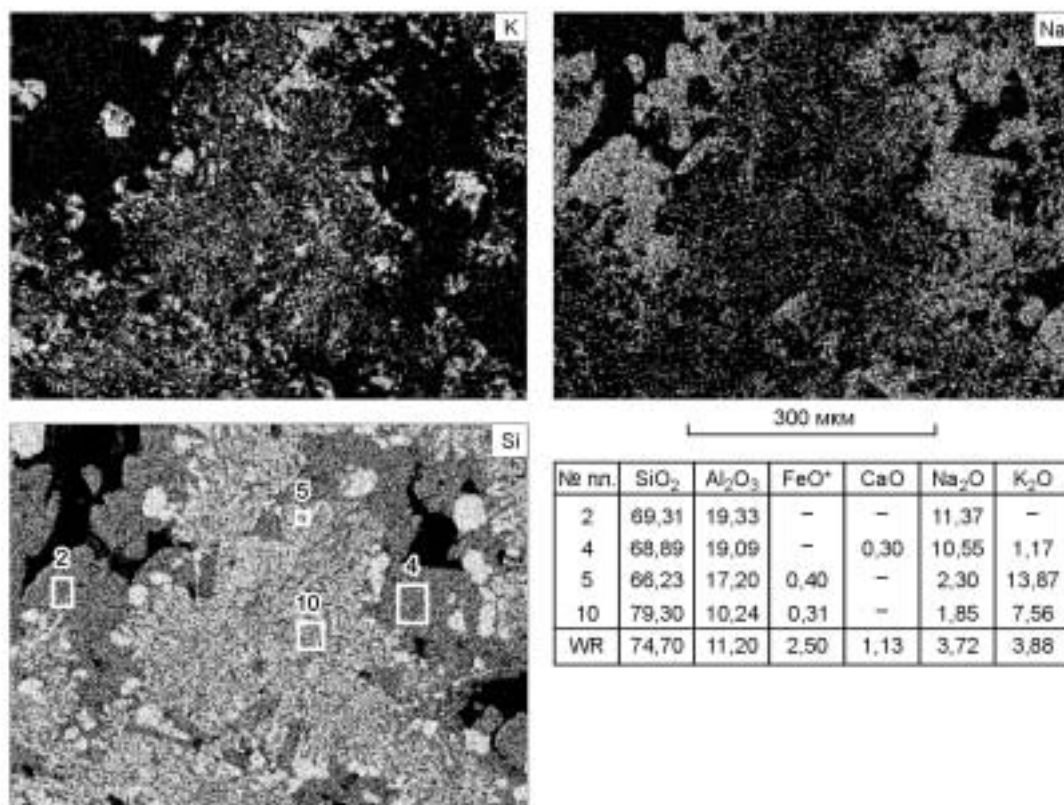 K
Na
Si
5
2
4
10
300 мкм
№ пп. SiO₂ Al₂O₃ FeO* CaO Na₂O K₂O
2 69,31 19,33 – – 11,37 –
4 68,89 19,09 – 0,30 10,55 1,17
5 66,23 17,20 0,40 – 2,30 13,87
10 79,30 10,24 0,31 – 1,85 7,56
WR 74,70 11,20 2,50 1,13 3,72 3,88